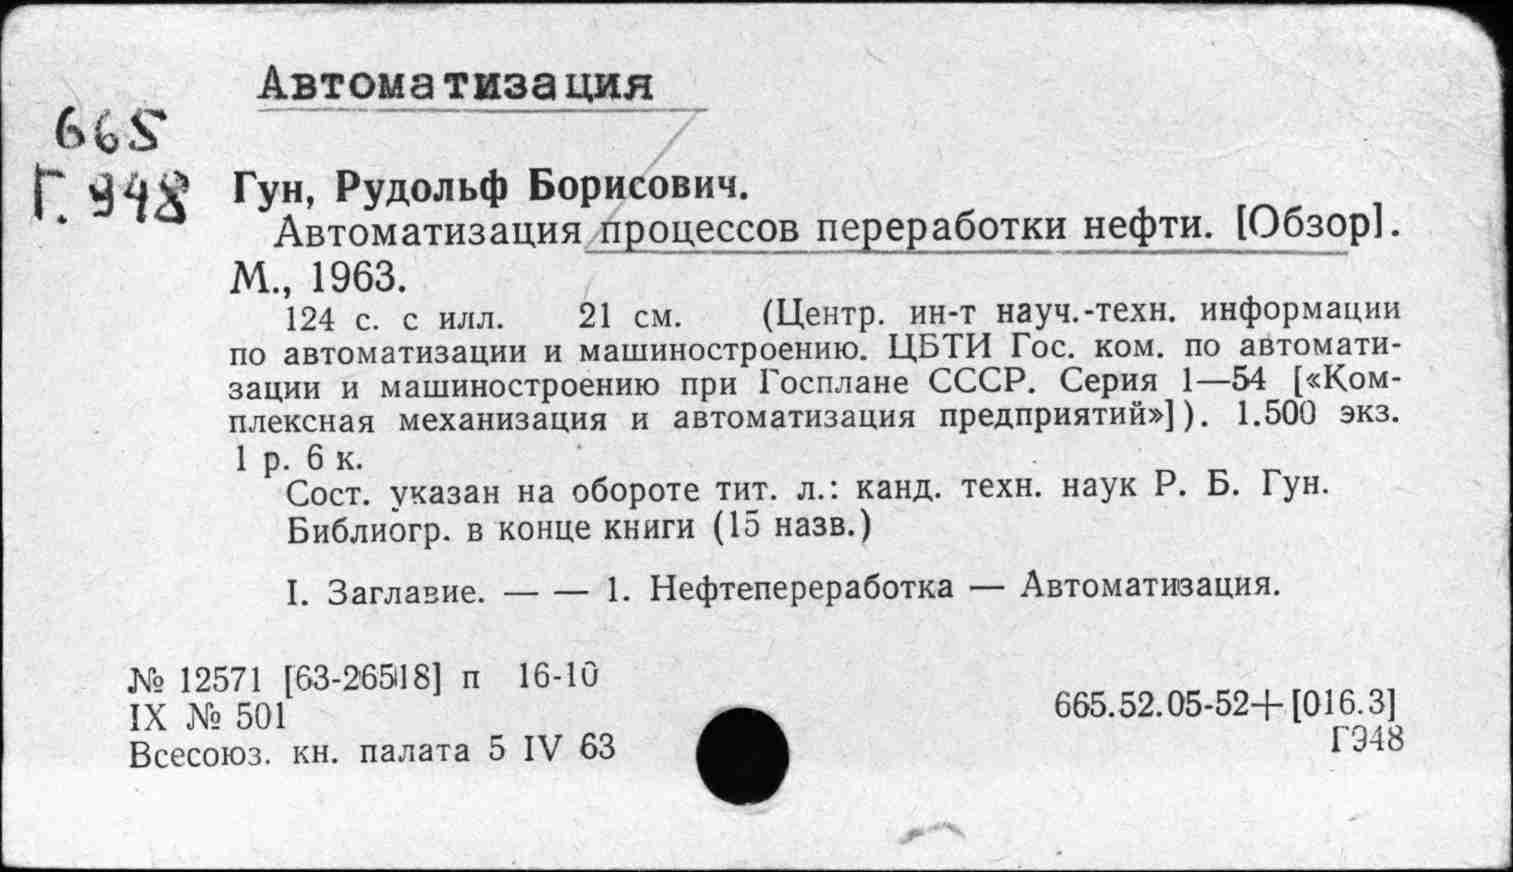 Автоматизация
665
Г.948
Гун, Рудольф Борисович.
Автоматизация процессов переработки нефти. [Обзор].
М., 1963.
124 с. с илл. 21 см. (Центр. ин-т науч.-техн. информации
по автоматизации и машиностроению. ЦБТИ Гос. ком. по автомати-
зации и машиностроению при Госплане СССР. Серия 1—54 [«Ком-
плексная механизация и автоматизация предприятий»]). 1.500 экз.
1 р. 6 к.
Сост. указан на обороте тит. л.: канд. техн. наук Р. Б. Гун.
Библиогр. в конце книги (15 назв.)
I. Заглавие. — — 1. Нефтепереработка — Автоматизация.
№ 12571 [63-26518] п 16-10
IX № 501
Всесоюз. кн. палата 5 IV 63
665.52.05-52+[016.3]
Г948